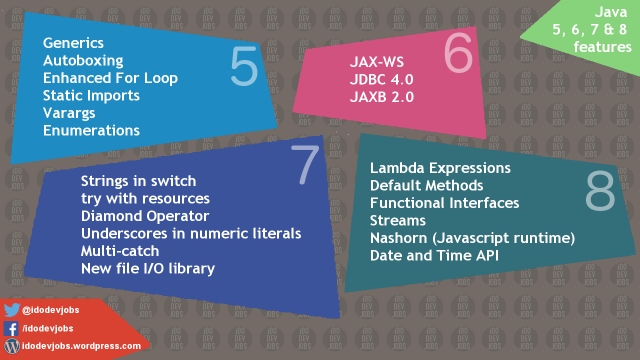 Java
5, 6, 7 & 8
features
5
Generics
Autoboxing
Enhanced For Loop
Static Imports
Varargs
Enumerations
6
JAX-WS
JDBC 4.0
JAXB 2.0
7
Strings in switch
try with resources
Diamond Operator
Underscores in numeric literals
Multi-catch
New file I/O library
8
Lambda Expressions
Default Methods
Functional Interfaces
Streams
Nashorn (Javascript runtime)
Date and Time API
@idodevjobs
/idodevjobs
idodevjobs.wordpress.com